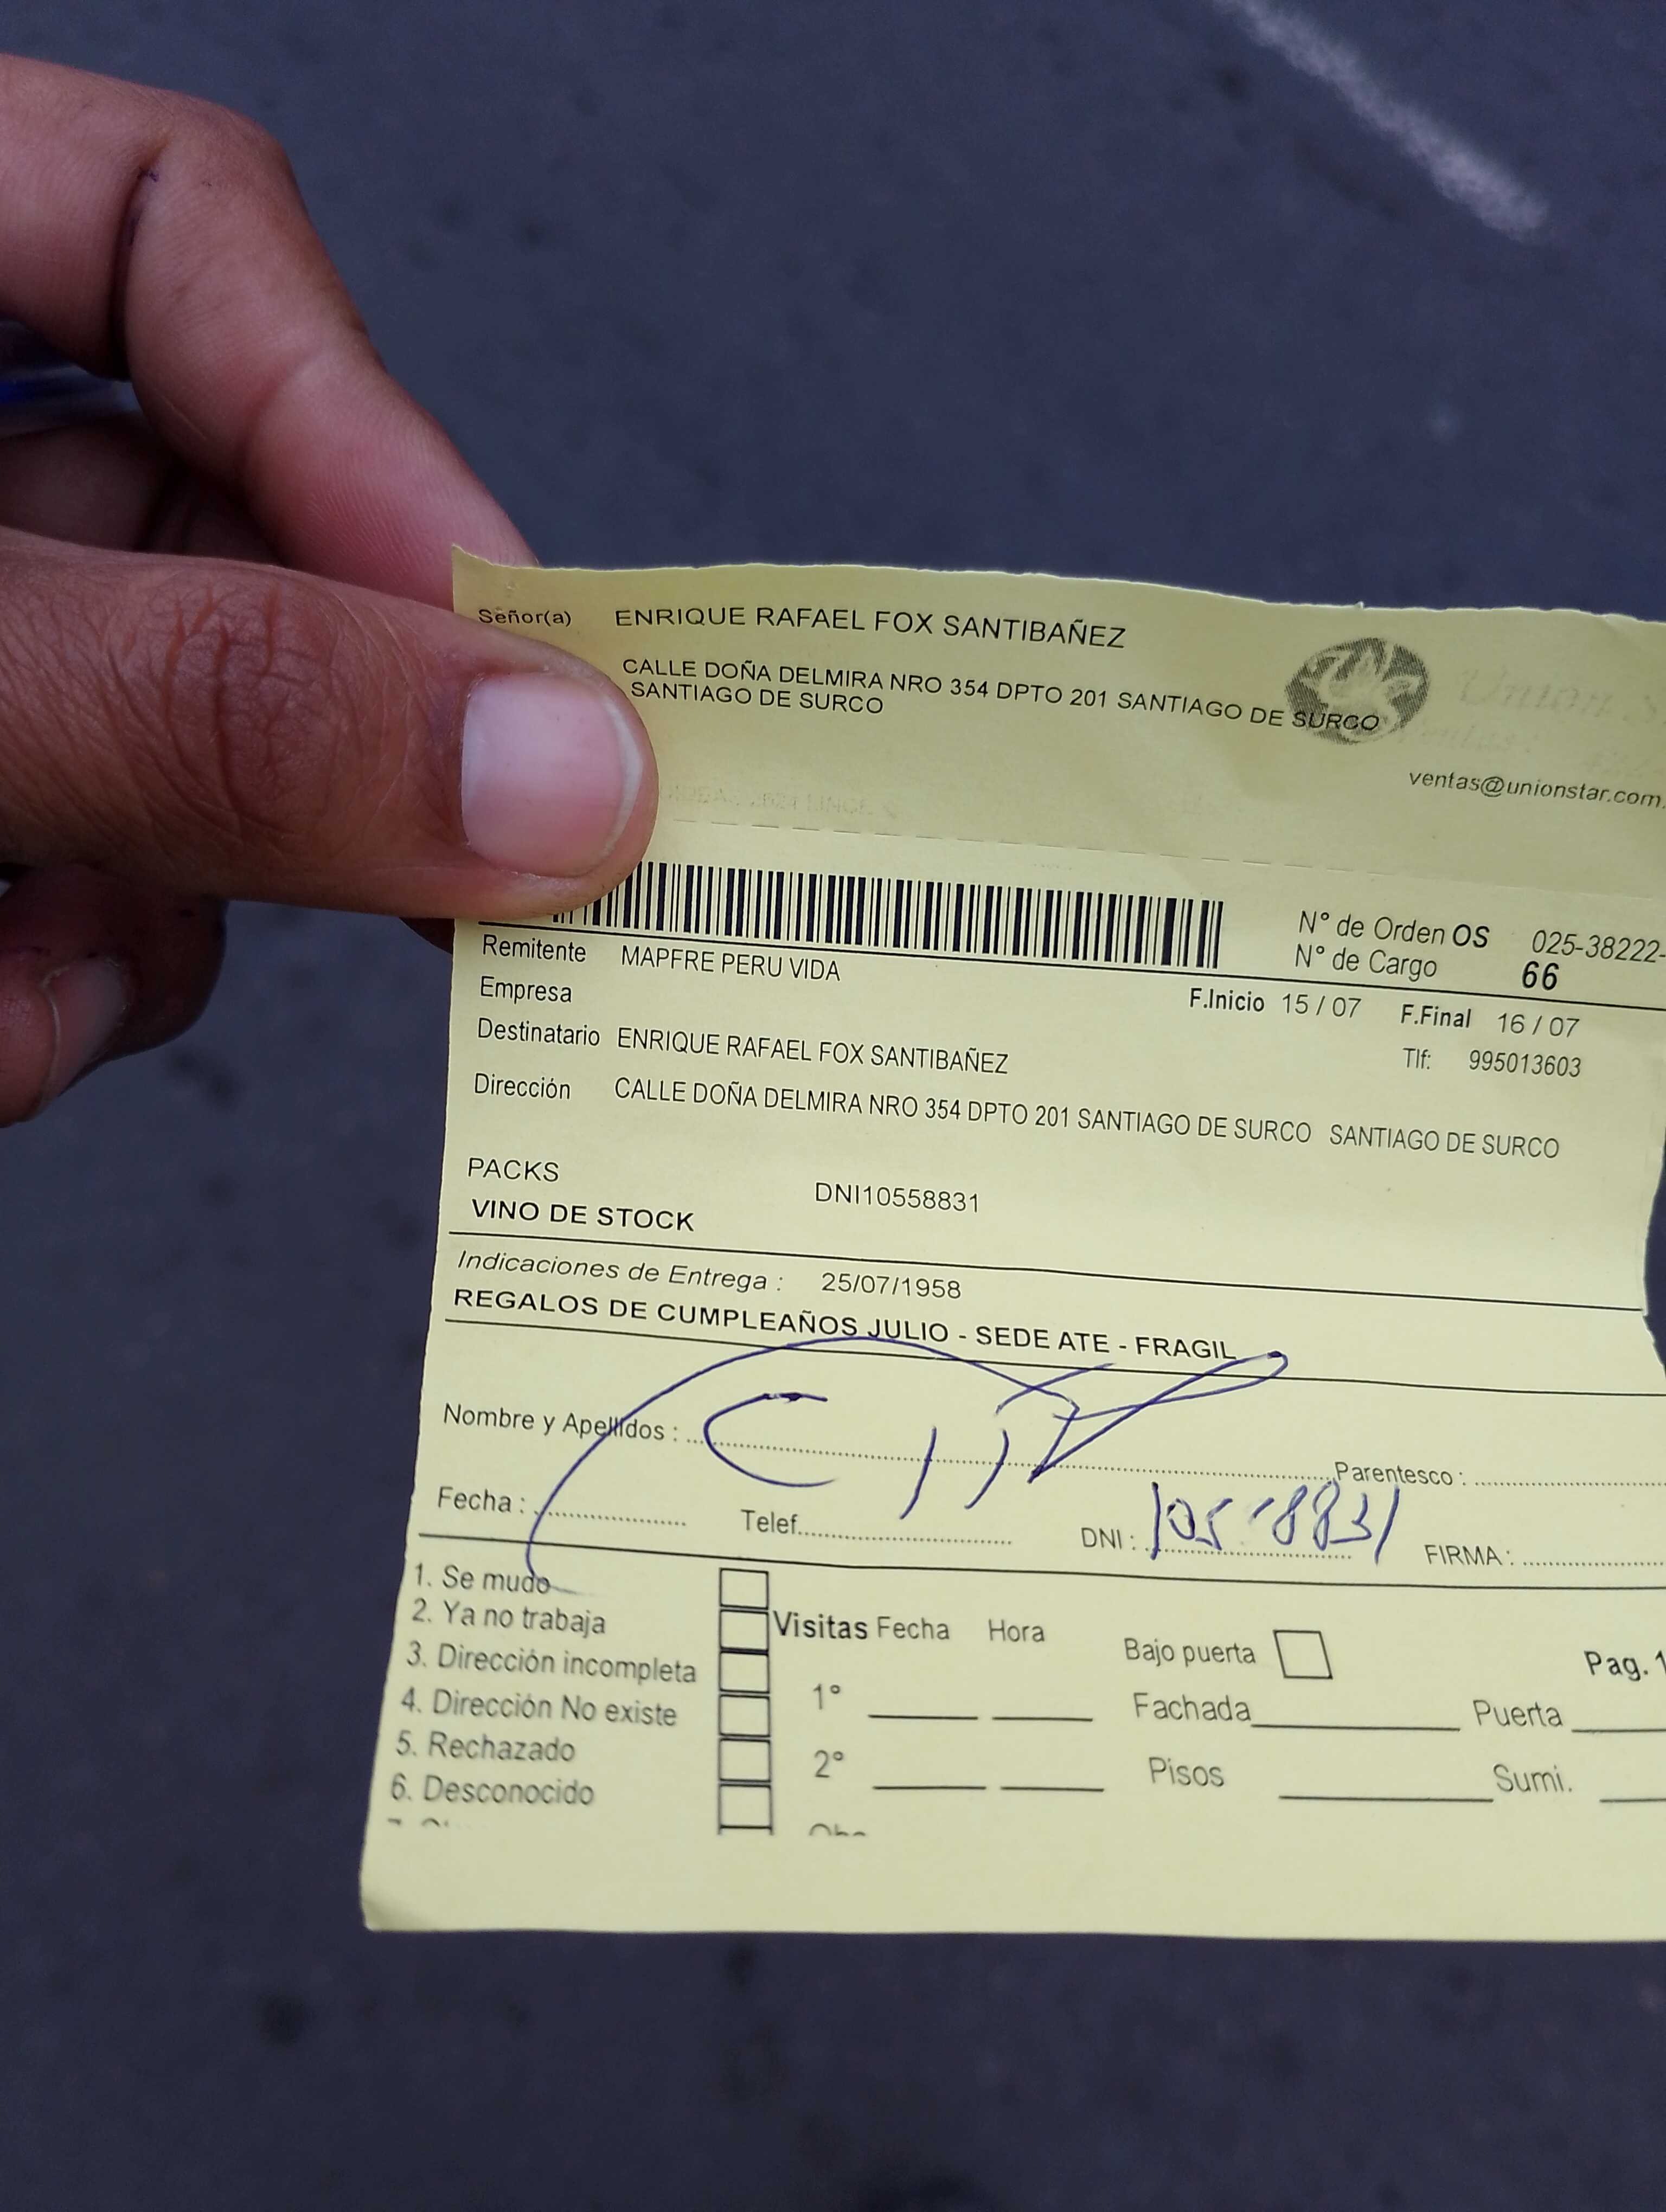 Señor(a) ENRIQUE RAFAEL FOX SANTIBAÑEZ
CALLE DOÑA DELMIRA NRO 354 DPTO 201 SANTIAGO DE SURCO
SANTIAGO DE SURCO
ventas@unionstar.com.
N° de Orden OS 025-38222-
N° de Cargo 66
Remitente MAPFRE PERU VIDA
Empresa
F.Inicio 15 / 07 F.Final 16 / 07
Destinatario ENRIQUE RAFAEL FOX SANTIBAÑEZ
Tlf: 995013603
Dirección CALLE DOÑA DELMIRA NRO 354 DPTO 201 SANTIAGO DE SURCO SANTIAGO DE SURCO
PACKS DNI10558831
VINO DE STOCK
Indicaciones de Entrega : 25/07/1958
REGALOS DE CUMPLEAÑOS JULIO - SEDE ATE - FRAGIL
Nombre y Apellidos : Parentesco :
Fecha : Telef. DNI : 10558831 FIRMA :
1. Se mudo
2. Ya no trabaja
3. Dirección incompleta
4. Dirección No existe
5. Rechazado
6. Desconocido
Visitas Fecha Hora
1°
2°
Bajo puerta
Pag. 1
Fachada Puerta
Pisos Sumi.